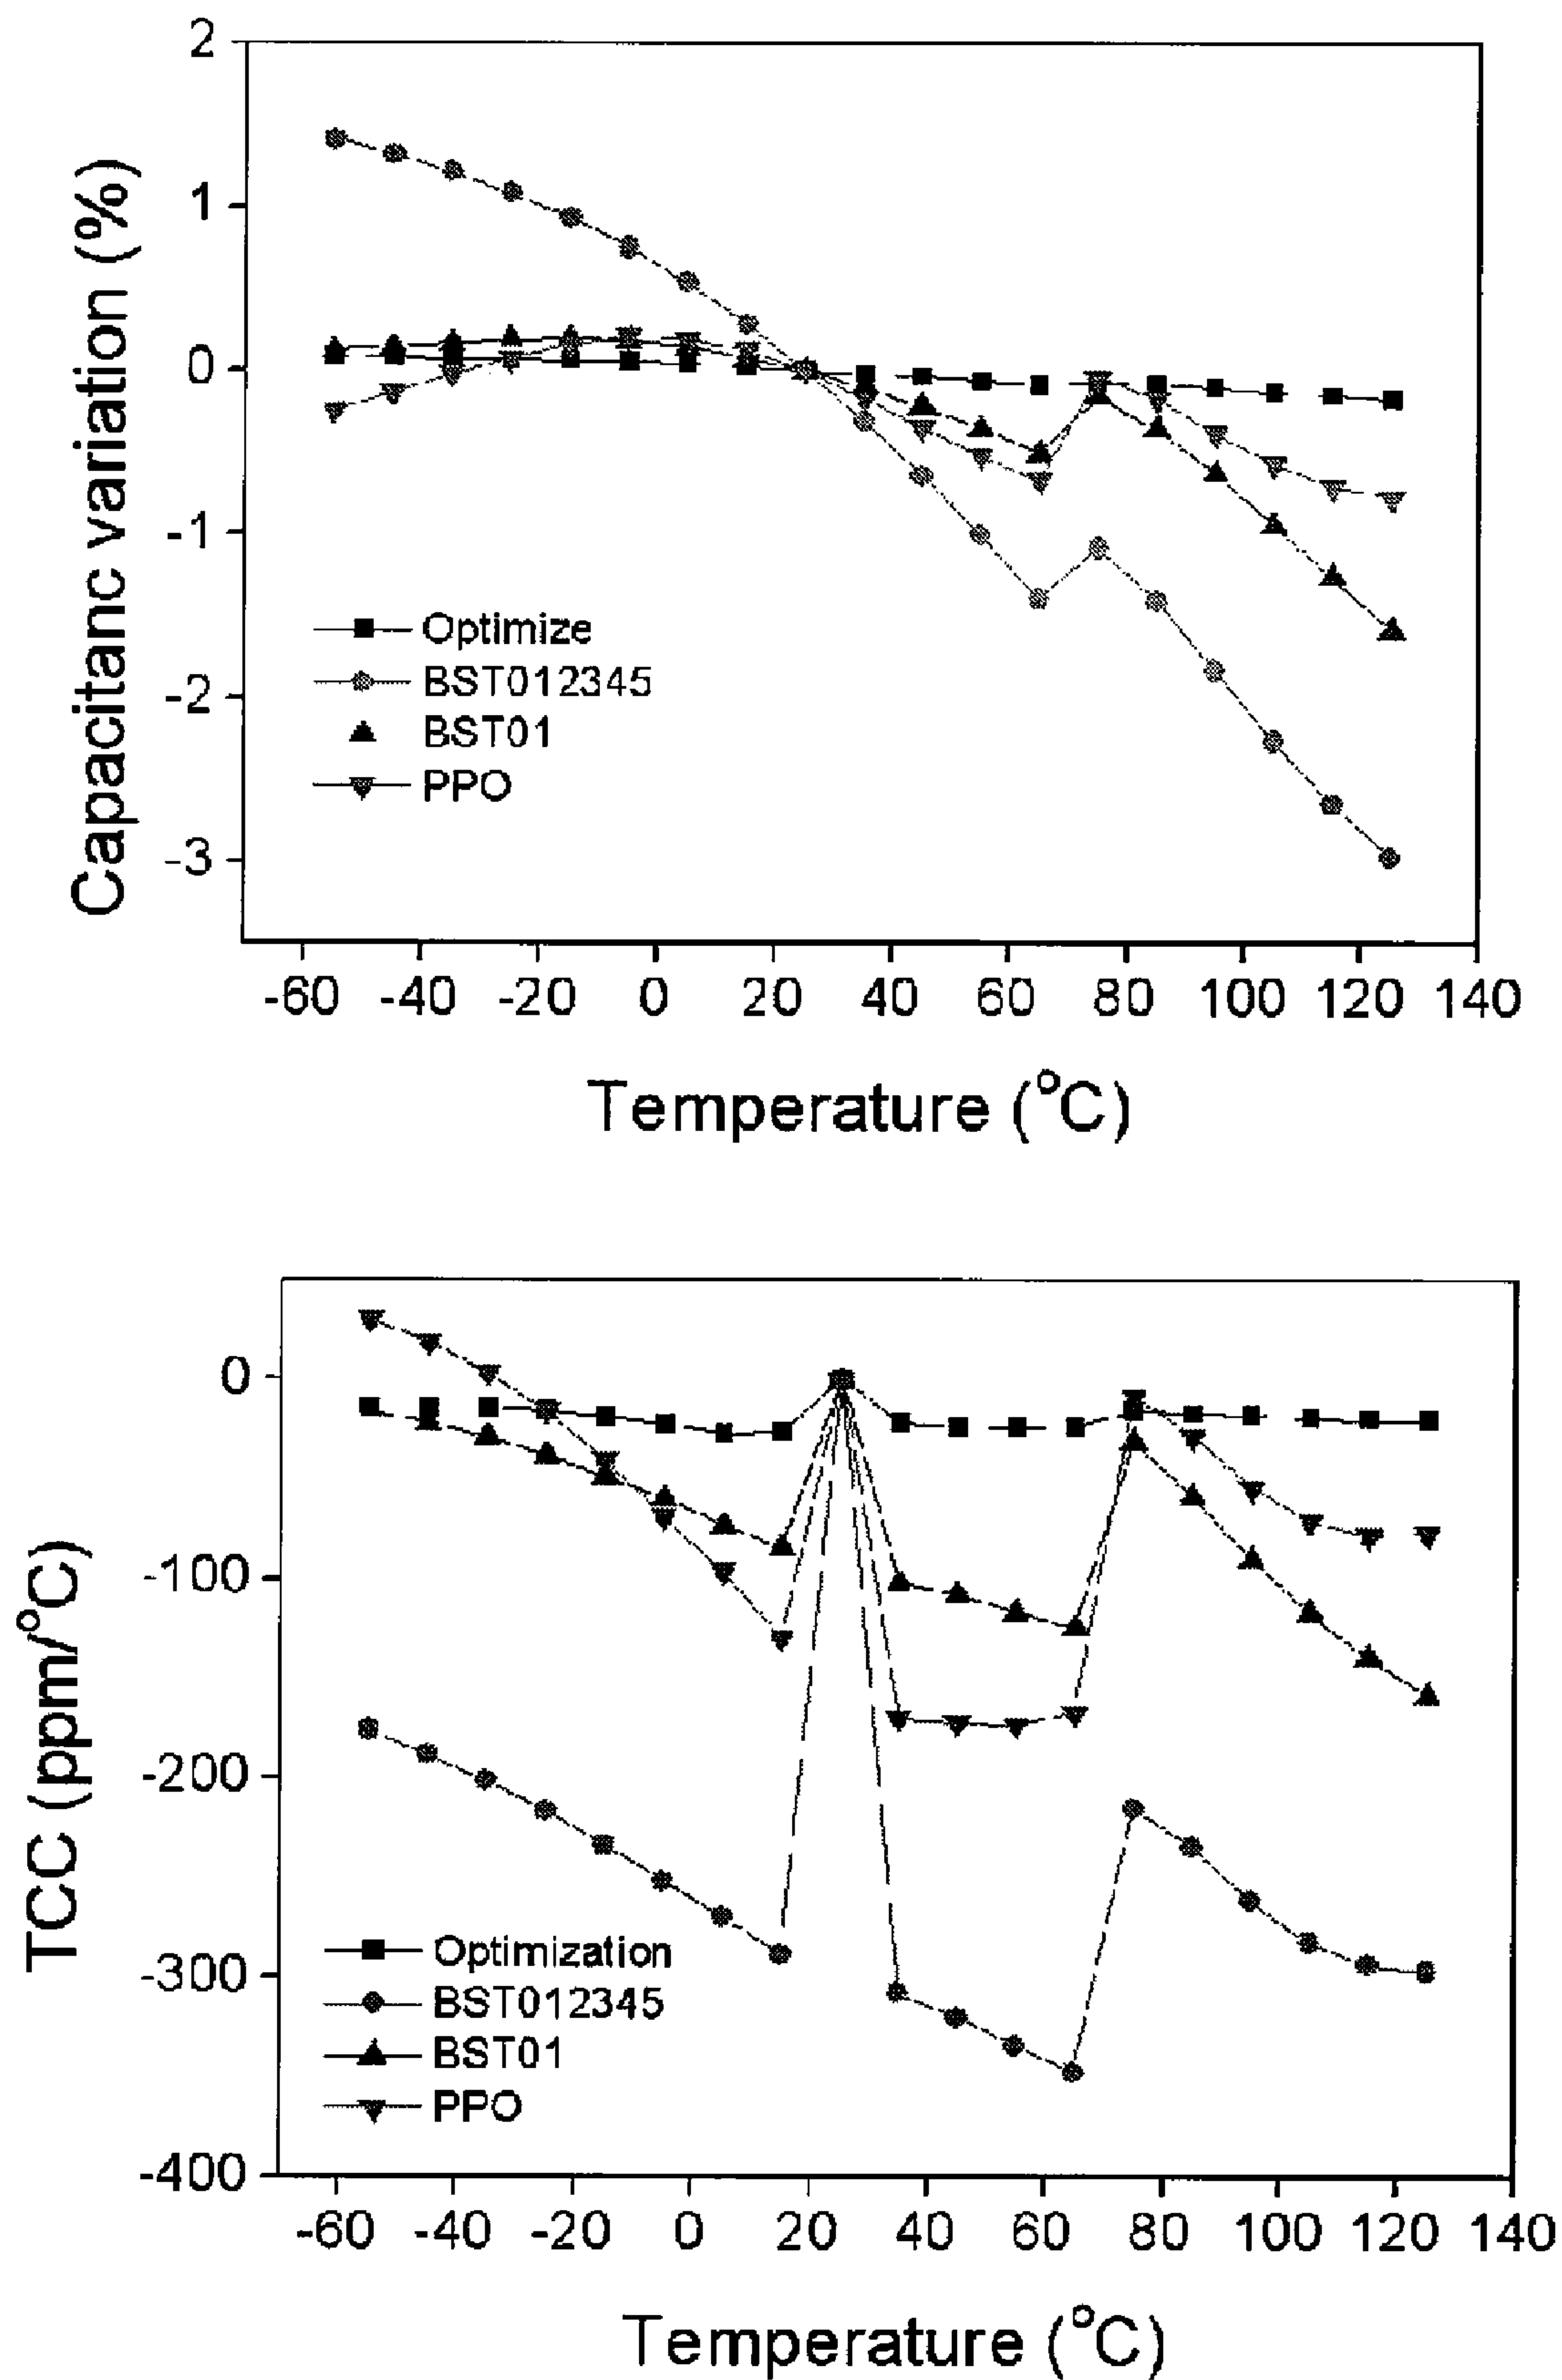 Capacitanc variation (%)
2
1
0
-1
-2
-3
Optimize
BST012345
BST01
PPO
-60 -40 -20 0 20 40 60 80 100 120 140
Temperature (°C)
TCC (ppm/°C)
0
-100
-200
-300
-400
Optimization
BST012345
BST01
PPO
-60 -40 -20 0 20 40 60 80 100 120 140
Temperature (°C)